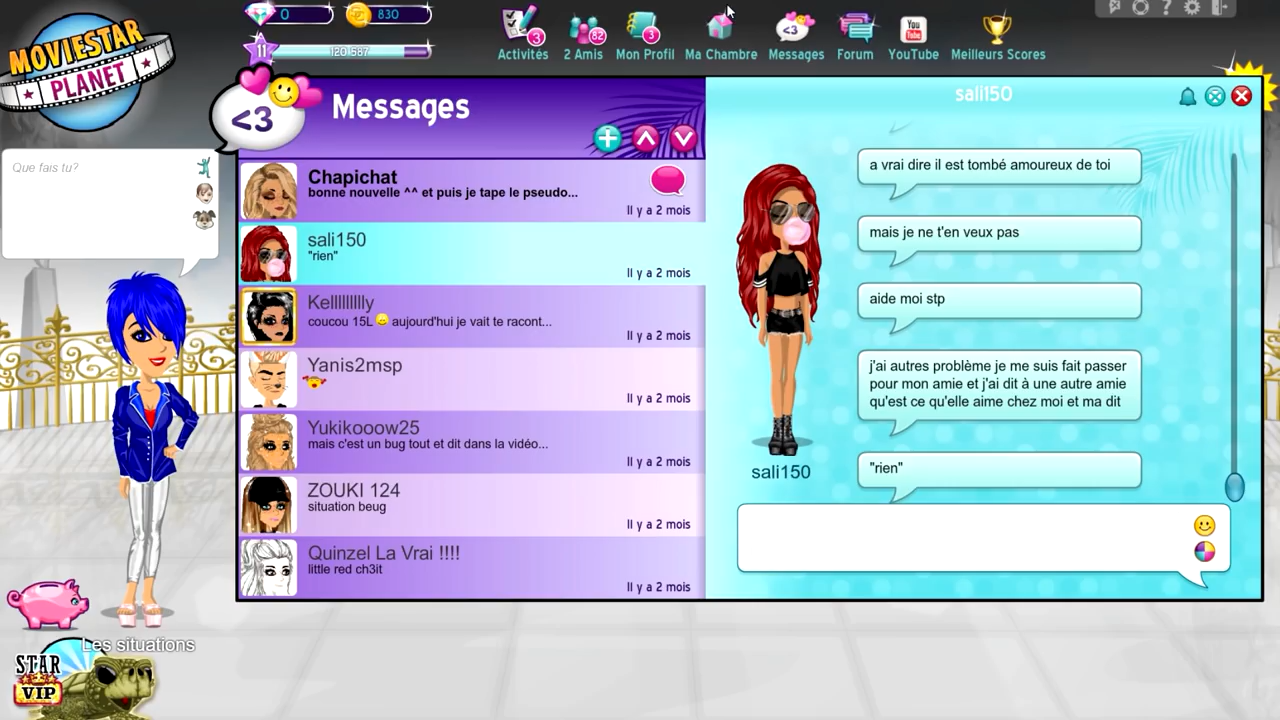 MOVIESTAR
PLANET
0
830
11
120 587
3
82
3
<3
You
Tube
Activités
2 Amis
Mon Profil
Ma Chambre
Messages
Forum
YouTube
Meilleurs Scores
Que fais tu?
<3
Messages
Chapichat
bonne nouvelle ^^ et puis je tape le pseudo...
Il y a 2 mois
sali150
"rien"
Il y a 2 mois
Kelllllllllly
coucou 15L aujourd'hui je vait te racont...
Il y a 2 mois
Yanis2msp
Il y a 2 mois
Yukikooow25
mais c'est un bug tout et dit dans la vidéo...
Il y a 2 mois
ZOUKI 124
situation beug
Il y a 2 mois
Quinzel La Vrai !!!!
little red ch3it
Il y a 2 mois
sali150
a vrai dire il est tombé amoureux de toi
mais je ne t'en veux pas
aide moi stp
j'ai autres problème je me suis fait passer
pour mon amie et j'ai dit à une autre amie
qu'est ce qu'elle aime chez moi et ma dit
"rien"
sali150
Les situations
STAR
VIP